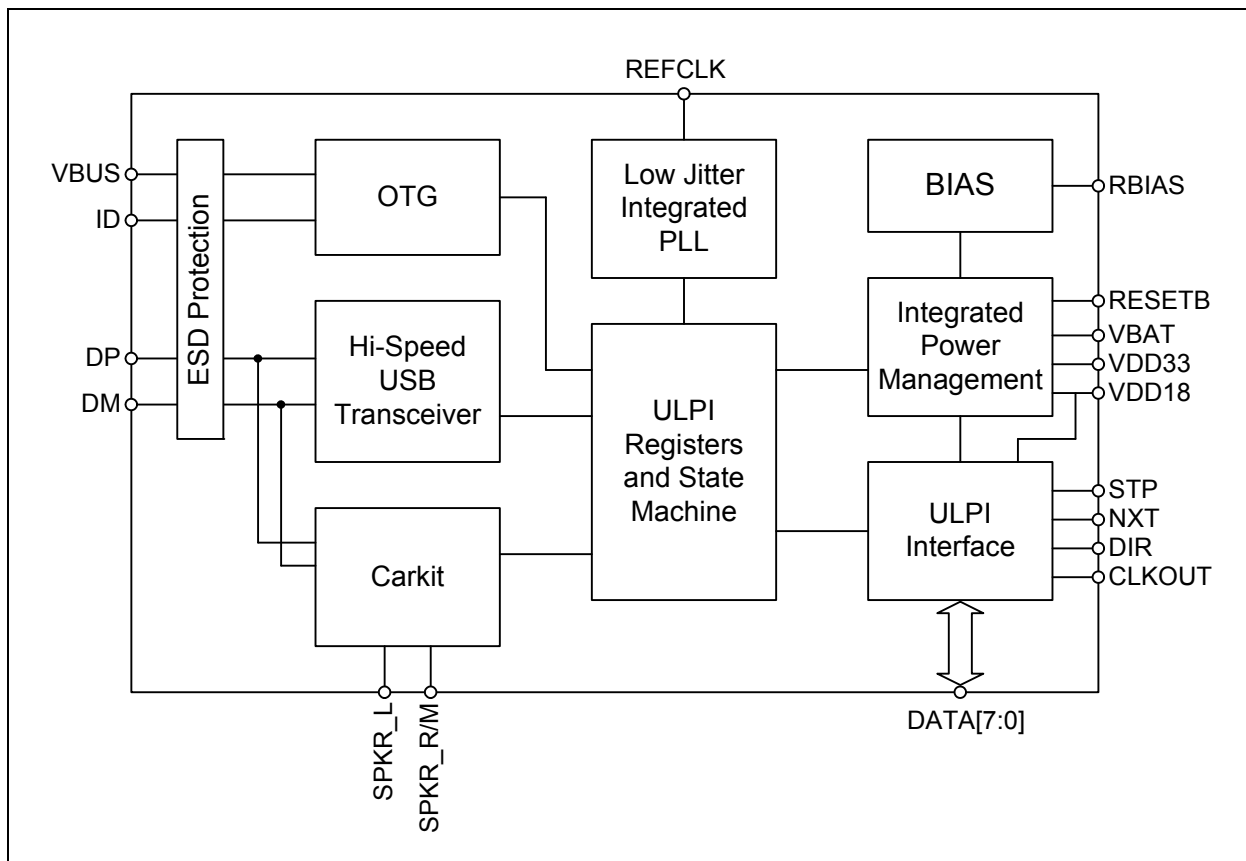 REFCLK
VBUS
ID
DP
DM
ESD Protection
OTG
Hi-Speed
USB
Transceiver
Carkit
SPKR_L
SPKR_R/M
Low Jitter
Integrated
PLL
ULPI
Registers
and State
Machine
BIAS
RBIAS
Integrated
Power
Management
RESETB
VBAT
VDD33
VDD18
ULPI
Interface
STP
NXT
DIR
CLKOUT
DATA[7:0]